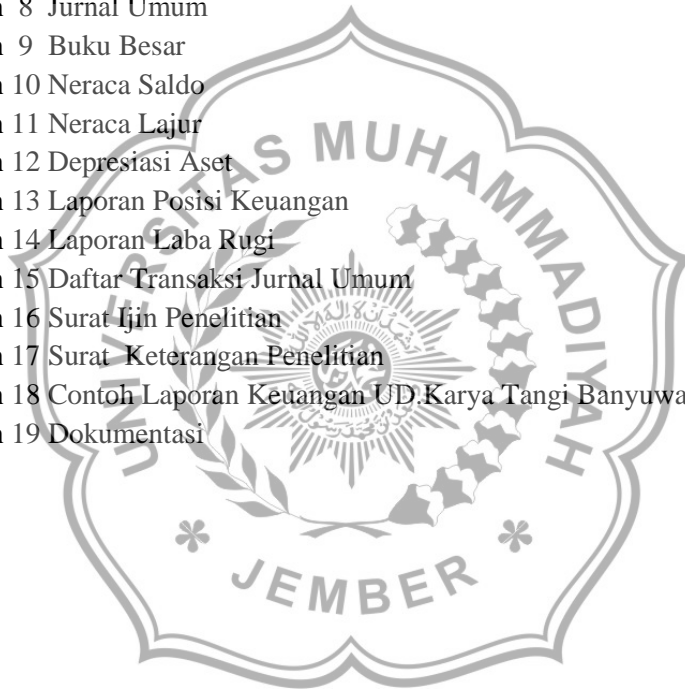 n 8 Jurnal Umum
n 9 Buku Besar
n 10 Neraca Saldo
n 11 Neraca Lajur
n 12 Depresiasi Aset
n 13 Laporan Posisi Keuangan
n 14 Laporan Laba Rugi
n 15 Daftar Transaksi Jurnal Umum
n 16 Surat Ijin Penelitian
n 17 Surat Keterangan Penelitian
n 18 Contoh Laporan Keuangan UD.Karya Tangi Banyuwa
n 19 Dokumentasi
UNIVERSITAS MUHAMMADIYAH
JEMBER